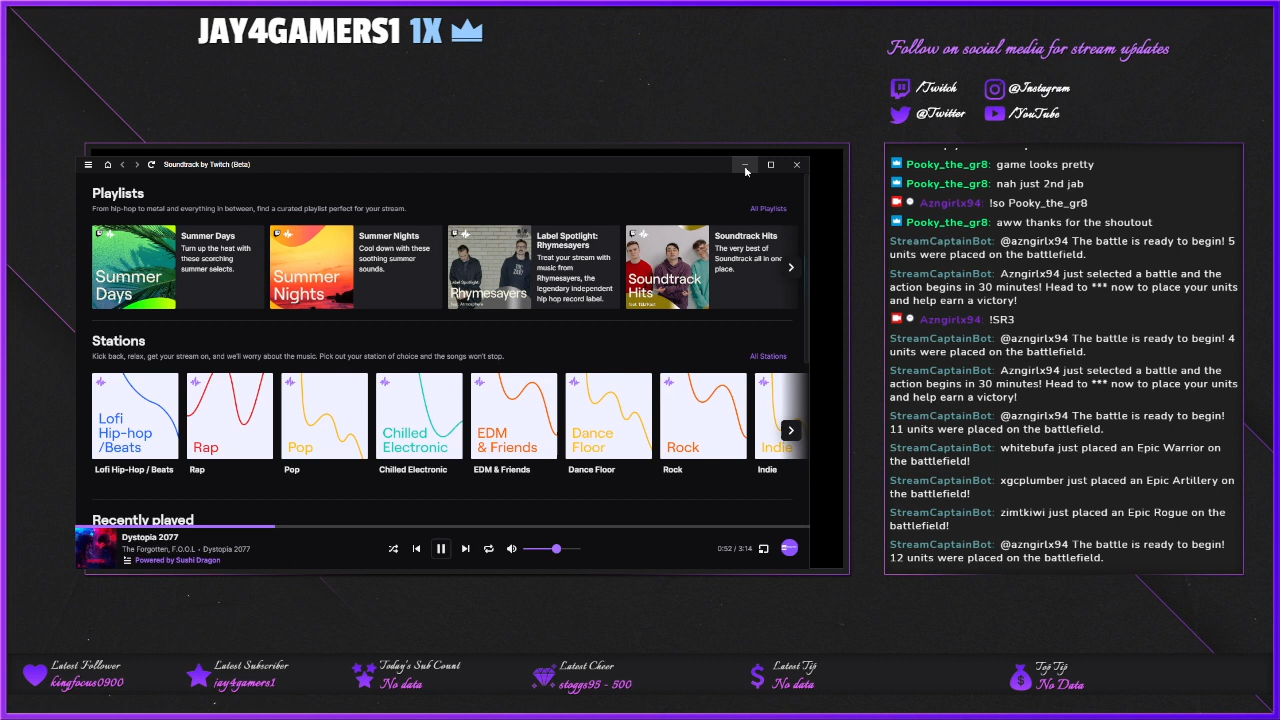 JAY4GAMERS1 1X
Follow on social media for stream updates
/Twitch
@Instagram
@Twitter
/YouTube
Soundtrack by Twitch (Beta)
Playlists
From hip-hop to metal and everything in between, find a curated playlist perfect for your stream.
All Playlists
Summer
Days
Summer Days
Turn up the heat with
these scorching
summer selects.
Summer
Nights
Summer Nights
Cool down with these
soothing summer
sounds.
Label Spotlight
Rhymesayers
feat. Atmosphere
Label Spotlight:
Rhymesayers
Treat your stream with
music from
Rhymesayers, the
legendary independent
hip hop record label.
Soundtrack
Hits
Soundtrack Hits
The very best of
Soundtrack all in one
place.
Stations
Kick back, relax, get your stream on, and we'll worry about the music. Pick out your station of choice and the songs won't stop.
All Stations
Lofi
Hip-hop
/Beats
Rap
Pop
Chilled
Electronic
EDM
& Friends
Dance
Floor
Rock
Indie
Lofi Hip-Hop / Beats
Rap
Pop
Chilled Electronic
EDM & Friends
Dance Floor
Rock
Indie
Recently played
Dystopia 2077
The Forgotten, F.O.O.L • Dystopia 2077
Powered by Sushi Dragon
0:52 / 3:14
Pooky_the_gr8: game looks pretty
Pooky_the_gr8: nah just 2nd jab
Azngirlx94: !so Pooky_the_gr8
Pooky_the_gr8: aww thanks for the shoutout
StreamCaptainBot: @azngirlx94 The battle is ready to begin! 5
units were placed on the battlefield.
StreamCaptainBot: Azngirlx94 just selected a battle and the
action begins in 30 minutes! Head to *** now to place your units
and help earn a victory!
Azngirlx94: !SR3
StreamCaptainBot: @azngirlx94 The battle is ready to begin! 4
units were placed on the battlefield.
StreamCaptainBot: Azngirlx94 just selected a battle and the
action begins in 30 minutes! Head to *** now to place your units
and help earn a victory!
StreamCaptainBot: @azngirlx94 The battle is ready to begin!
11 units were placed on the battlefield.
StreamCaptainBot: whitebufa just placed an Epic Warrior on
the battlefield!
StreamCaptainBot: xgcplumber just placed an Epic Artillery on
the battlefield!
StreamCaptainBot: zimtkiwi just placed an Epic Rogue on the
battlefield!
StreamCaptainBot: @azngirlx94 The battle is ready to begin!
12 units were placed on the battlefield.
Latest Follower
kingfocus0900
Latest Subscriber
jay4gamers1
Today's Sub Count
No data
Latest Cheer
stoggs95 - 500
Latest Tip
No data
Top Tip
No Data